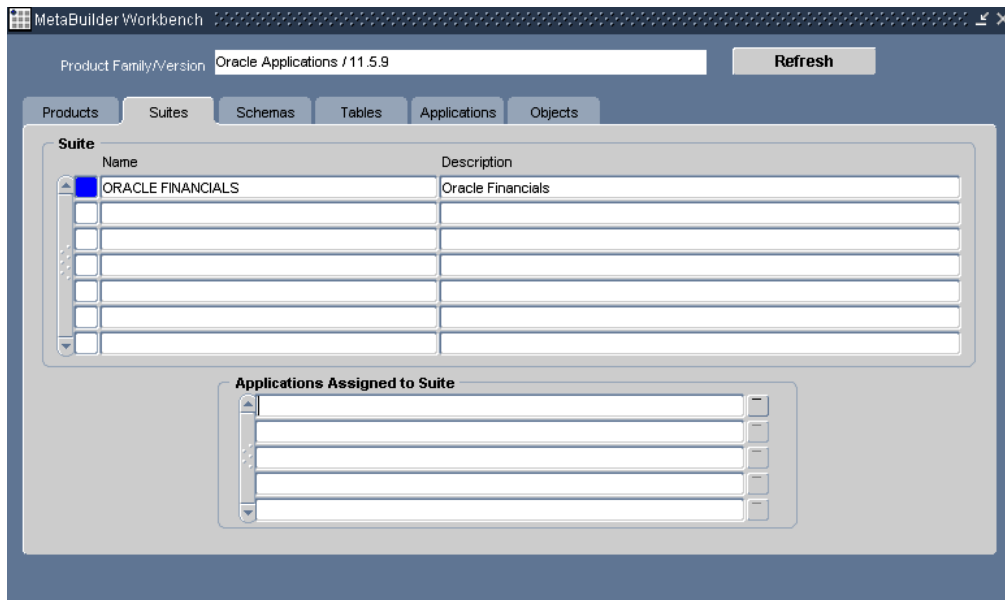 MetaBuilder Workbench
Product Family/Version Oracle Applications / 11.5.9 Refresh
Products Suites Schemas Tables Applications Objects
Suite
Name Description
ORACLE FINANCIALS Oracle Financials
Applications Assigned to Suite